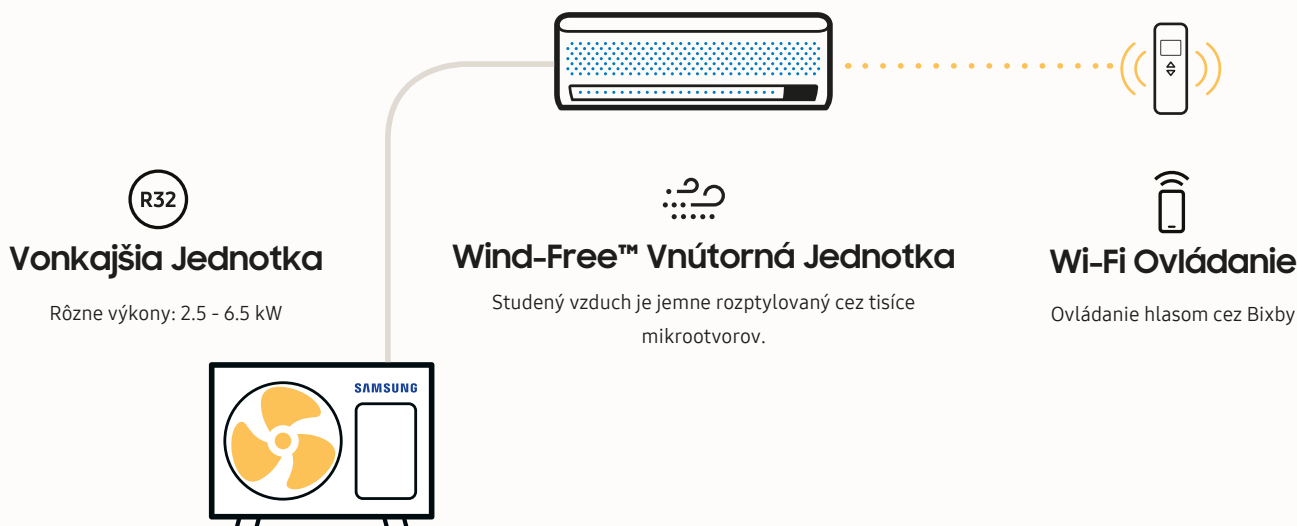 R32
Vonkajšia Jednotka
Rôzne výkony: 2.5 - 6.5 kW
Wind-Free™ Vnútorná Jednotka
Studený vzduch je jemne rozptylovaný cez tisíce
mikrootvorov.
Wi-Fi Ovládanie
Ovládanie hlasom cez Bixby
SAMSUNG